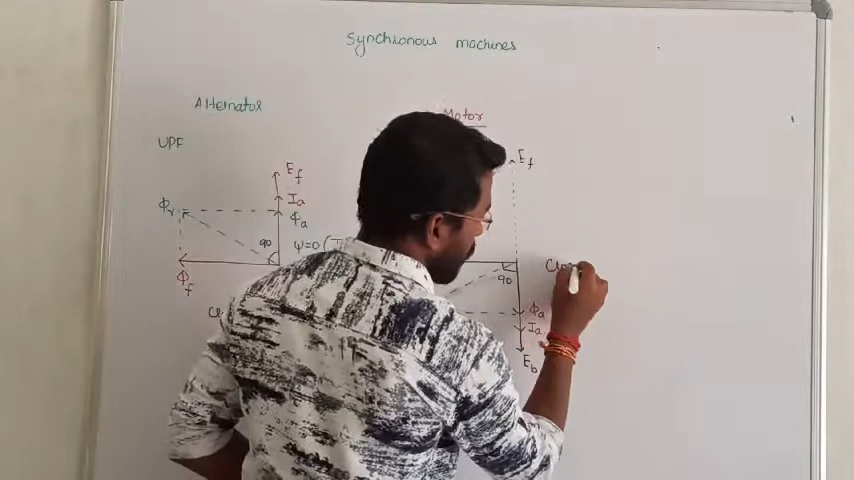 Synchronous machines
Alternator
Motor
UPF
Ef
Ef
Ia
Φr
Φa
90
Ψ=0
Φf
90
Φa
Ia
Eb